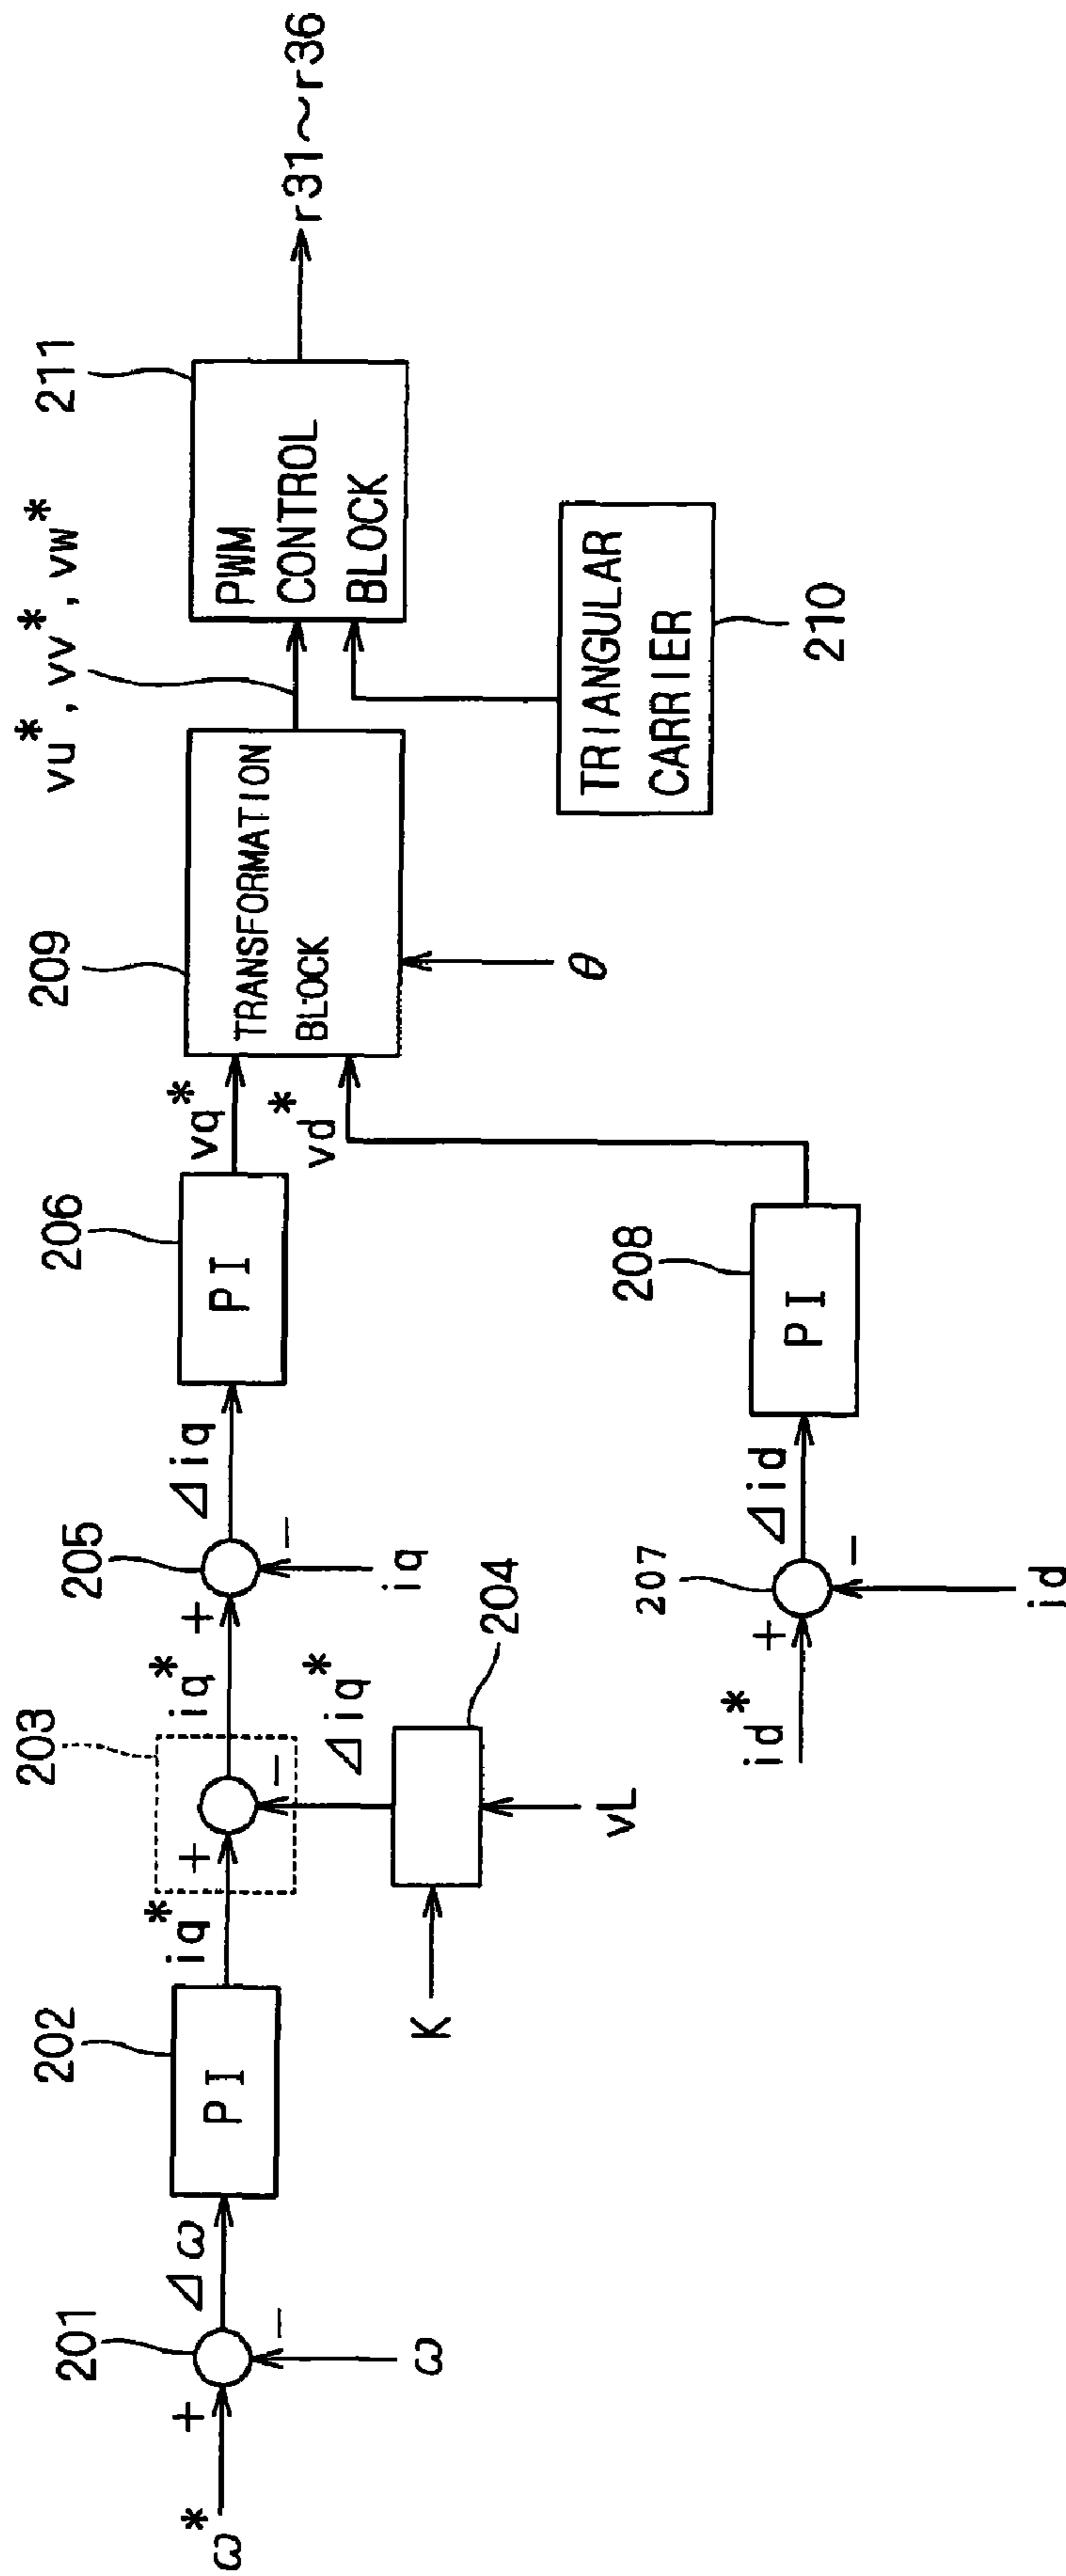 ω*
+
−
ω
201
Δω
202
PI
iq*
203
+
−
iq*
Δiq*
204
K
vL
205
+
−
iq
Δiq
206
PI
vq*
vd*
id*
207
+
−
id
Δid
208
PI
209
TRANSFORMATION
BLOCK
θ
vu*, vv*, vw*
211
PWM
CONTROL
BLOCK
TRIANGULAR
CARRIER
210
r31~r36